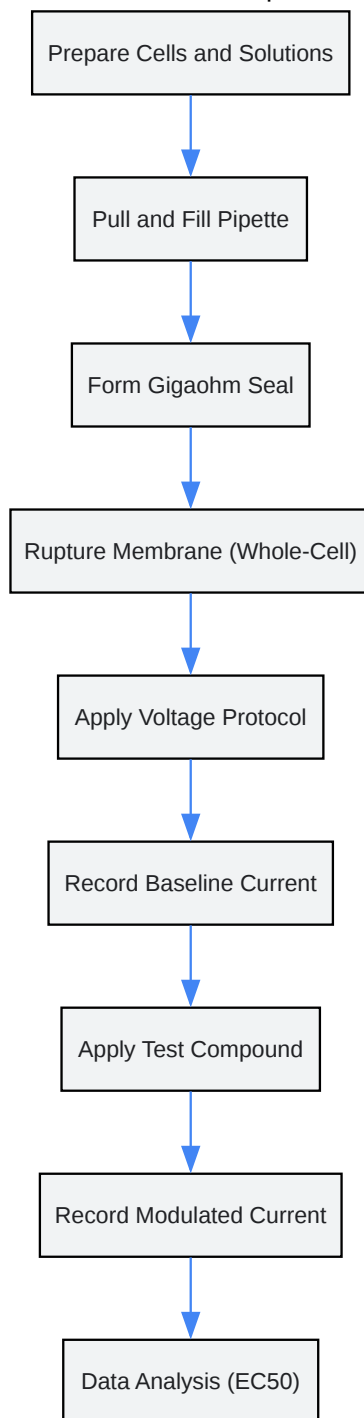 Prepare Cells and Solutions
Pull and Fill Pipette
Form Gigaohm Seal
Rupture Membrane (Whole-Cell)
Apply Voltage Protocol
Record Baseline Current
Apply Test Compound
Record Modulated Current
Data Analysis (EC50)